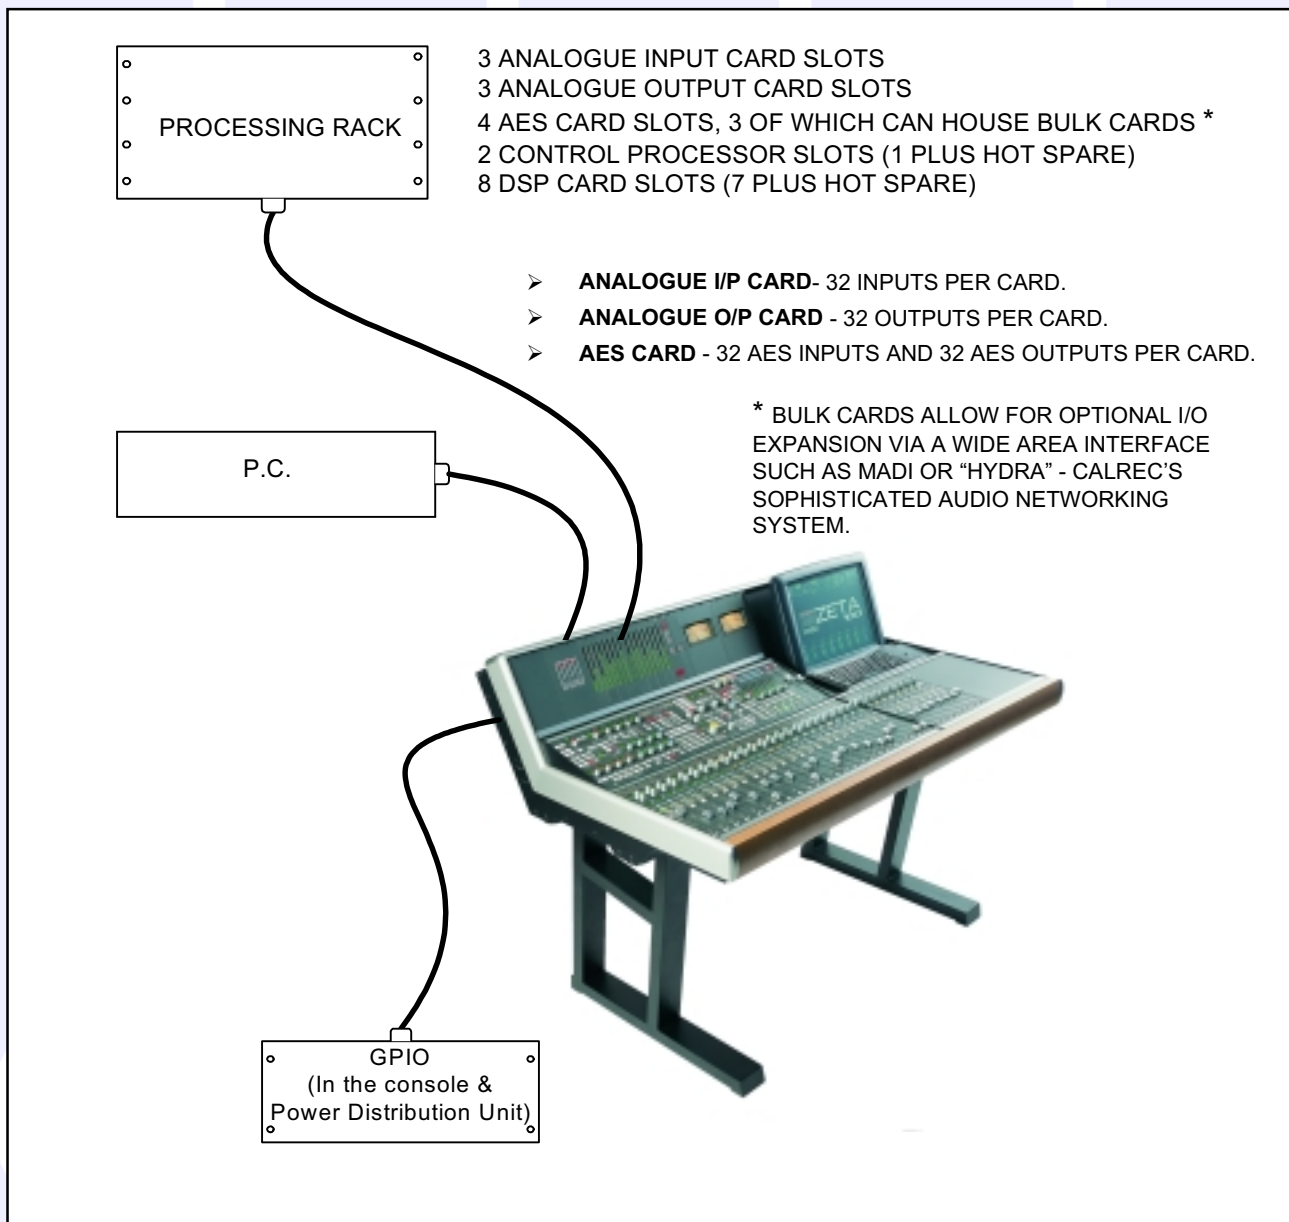 PROCESSING RACK
3 ANALOGUE INPUT CARD SLOTS
3 ANALOGUE OUTPUT CARD SLOTS
4 AES CARD SLOTS, 3 OF WHICH CAN HOUSE BULK CARDS *
2 CONTROL PROCESSOR SLOTS (1 PLUS HOT SPARE)
8 DSP CARD SLOTS (7 PLUS HOT SPARE)
➢ ANALOGUE I/P CARD- 32 INPUTS PER CARD.
➢ ANALOGUE O/P CARD - 32 OUTPUTS PER CARD.
➢ AES CARD - 32 AES INPUTS AND 32 AES OUTPUTS PER CARD.
* BULK CARDS ALLOW FOR OPTIONAL I/O
EXPANSION VIA A WIDE AREA INTERFACE
SUCH AS MADI OR “HYDRA” - CALREC’S
SOPHISTICATED AUDIO NETWORKING
SYSTEM.
P.C.
ZETA
GPIO
(In the console &
Power Distribution Unit)